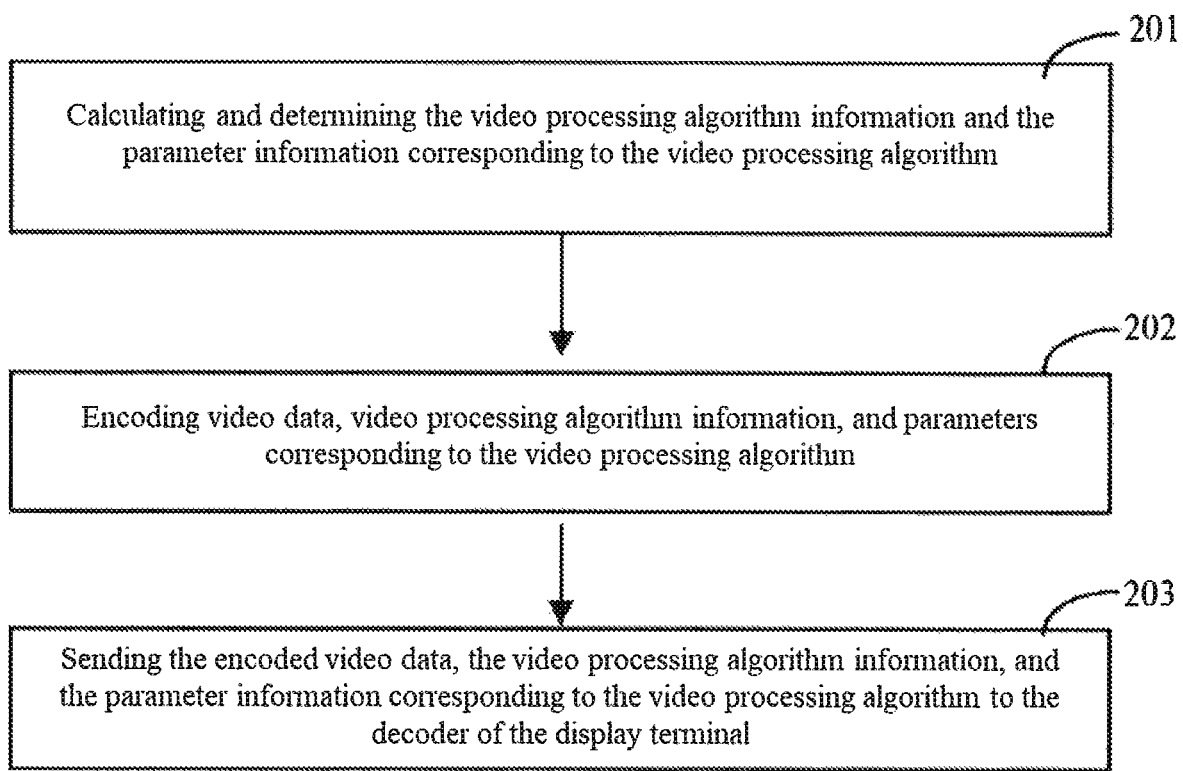 201
Calculating and determining the video processing algorithm information and the
parameter information corresponding to the video processing algorithm
202
Encoding video data, video processing algorithm information, and parameters
corresponding to the video processing algorithm
203
Sending the encoded video data, the video processing algorithm information, and
the parameter information corresponding to the video processing algorithm to the
decoder of the display terminal